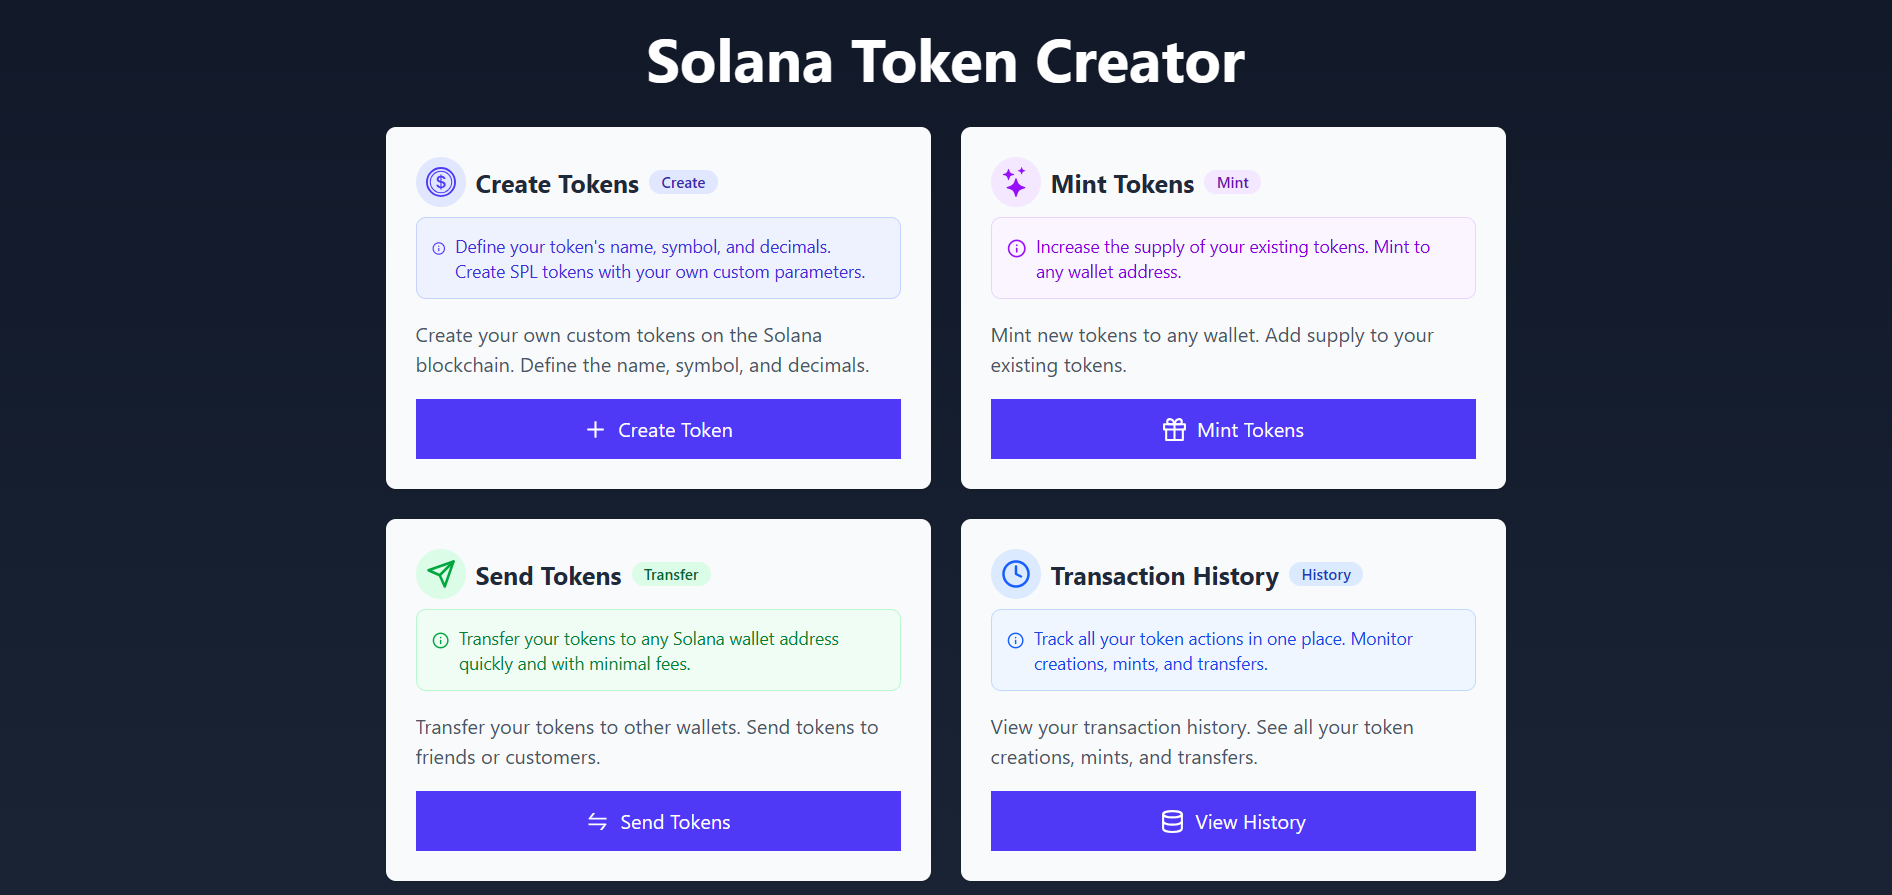 Solana Token Creator
Create Tokens Create
Define your token's name, symbol, and decimals.
Create SPL tokens with your own custom parameters.
Create your own custom tokens on the Solana
blockchain. Define the name, symbol, and decimals.
Create Token
Mint Tokens Mint
Increase the supply of your existing tokens. Mint to
any wallet address.
Mint new tokens to any wallet. Add supply to your
existing tokens.
Mint Tokens
Send Tokens Transfer
Transfer your tokens to any Solana wallet address
quickly and with minimal fees.
Transfer your tokens to other wallets. Send tokens to
friends or customers.
Send Tokens
Transaction History History
Track all your token actions in one place. Monitor
creations, mints, and transfers.
View your transaction history. See all your token
creations, mints, and transfers.
View History